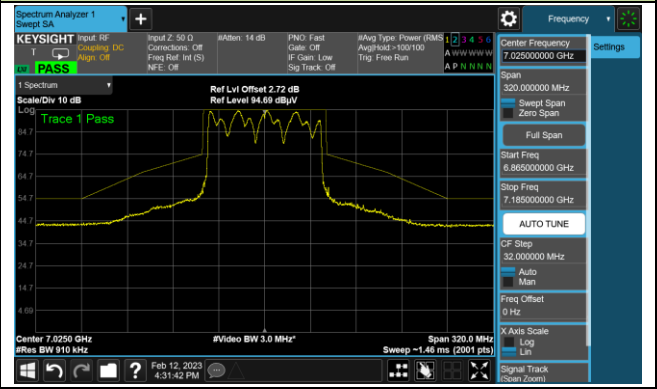 Spectrum Analyzer 1
Swept SA
Frequency
KEYSIGHT
T
PASS
Input: RF
Coupling: DC
Align: Off
Input Z: 50 Ω
Corrections: Off
Freq Ref: Int (S)
NFE: Off
#Atten: 14 dB
PNO: Fast
Gate: Off
IF Gain: Low
Sig Track: Off
#Avg Type: Power (RMS
Avg|Hold >100/100
Trig: Free Run
1 2 3 4 5 6
A W W W W W
A P N N N N
1 Spectrum
Scale/Div 10 dB
Ref Lvl Offset 2.72 dB
Ref Level 94.69 dBµV
Log
Trace 1 Pass
84.7
74.7
64.7
54.7
44.7
34.7
24.7
14.7
4.69
Center 7.0250 GHz
#Res BW 910 kHz
#Video BW 3.0 MHz*
Span 320.0 MHz
Sweep ~1.46 ms (2001 pts)
Feb 12, 2023
4:31:42 PM
Center Frequency
7.025000000 GHz
Settings
Span
320.000000 MHz
Swept Span
Zero Span
Full Span
Start Freq
6.865000000 GHz
Stop Freq
7.185000000 GHz
AUTO TUNE
CF Step
32.000000 MHz
Auto
Man
Freq Offset
0 Hz
X Axis Scale
Log
Lin
Signal Track
(Span Zoom)